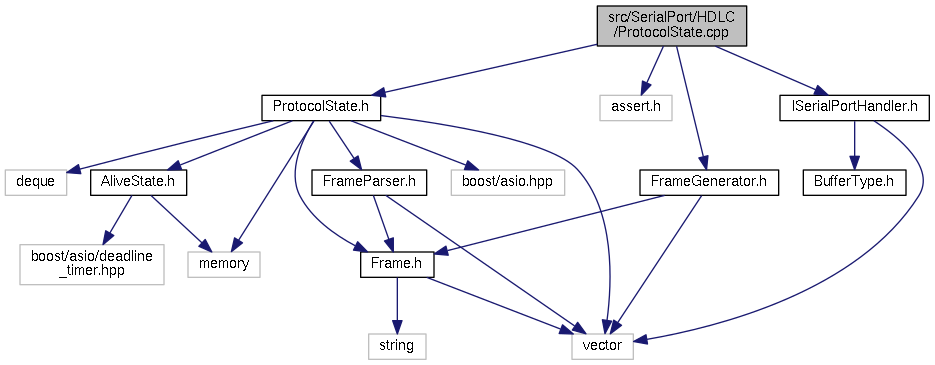 src/SerialPort/HDLC
/ProtocolState.cpp
ProtocolState.h
assert.h
ISerialPortHandler.h
deque
AliveState.h
FrameParser.h
boost/asio.hpp
FrameGenerator.h
BufferType.h
boost/asio/deadline
_timer.hpp
memory
Frame.h
string
vector